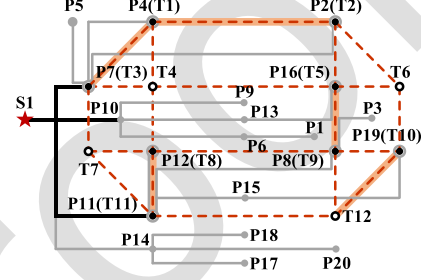 P5
P4(T1)
P2(T2)
P7(T3)
T4
P16(T5)
T6
S1
P10
P9
P13
P3
P1
P19(T10)
P6
T7
P12(T8)
P8(T9)
P15
P11(T11)
T12
P14
P18
P17
P20